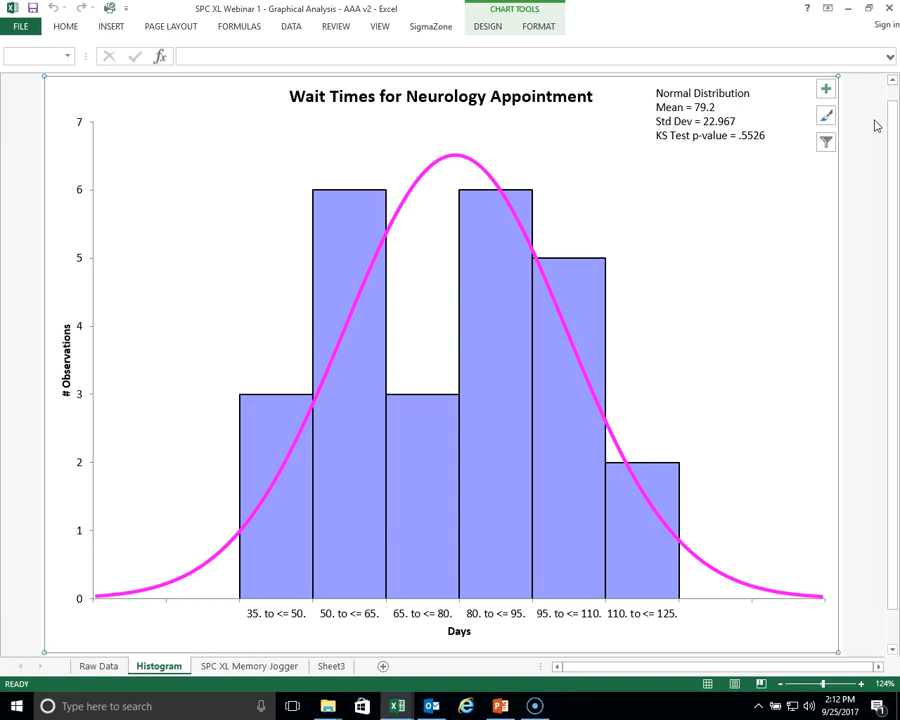 SPC XL Webinar 1 - Graphical Analysis - AAA v2 - Excel
CHART TOOLS
?
Sign in
FILE HOME INSERT PAGE LAYOUT FORMULAS DATA REVIEW VIEW SigmaZone DESIGN FORMAT
fx
Wait Times for Neurology Appointment
Normal Distribution
Mean = 79.2
Std Dev = 22.967
KS Test p-value = .5526
7
6
5
4
3
2
1
0
# Observations
35. to <= 50. 50. to <= 65. 65. to <= 80. 80. to <= 95. 95. to <= 110. 110. to <= 125.
Days
Raw Data Histogram SPC XL Memory Jogger Sheet3
READY
124%
Type here to search
2:12 PM
9/25/2017
1